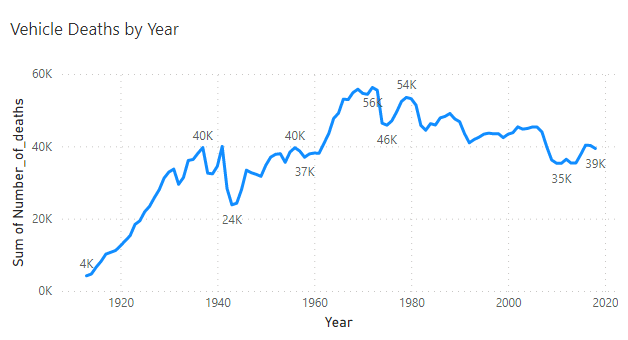 Vehicle Deaths by Year
Sum of Number_of_deaths
60K
40K
20K
0K
4K
40K
24K
40K
37K
56K
46K
54K
35K
39K
1920
1940
1960
1980
2000
2020
Year